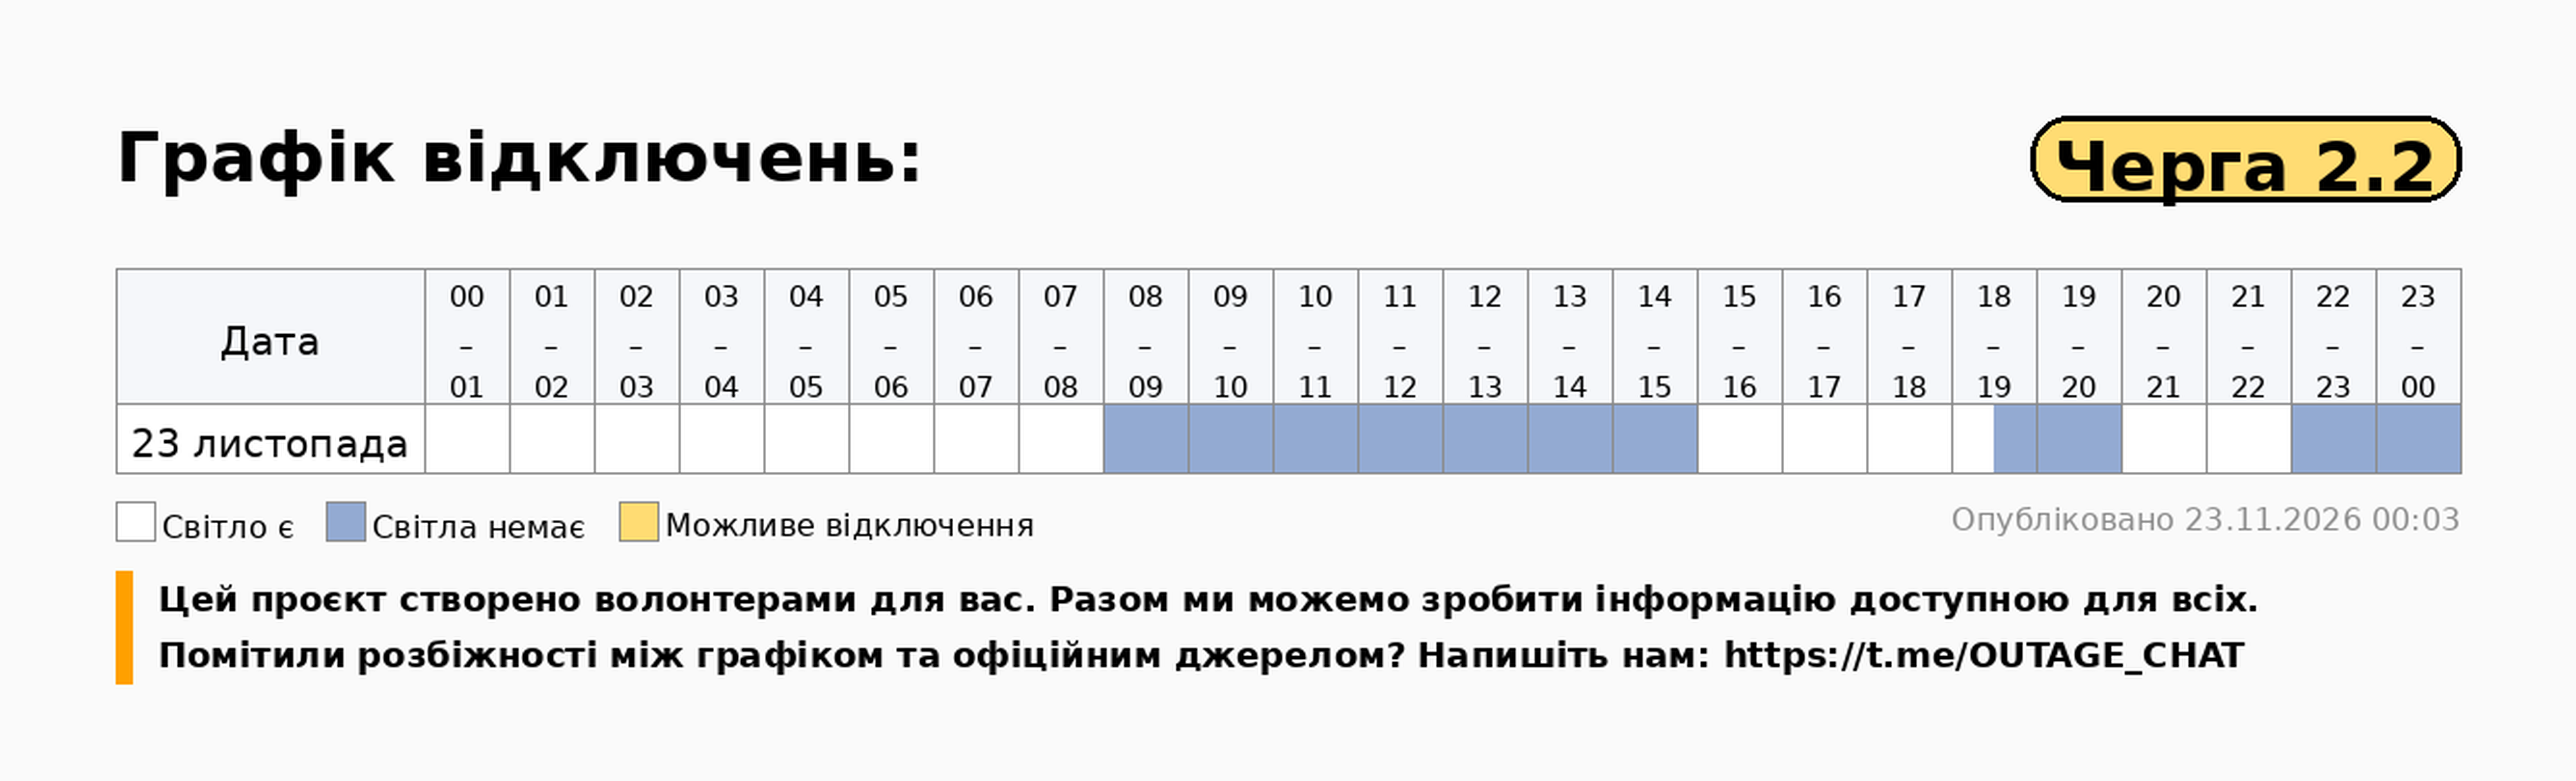 Графік відключень:
Черга 2.2
Дата 00 – 01 01 – 02 02 – 03 03 – 04 04 – 05 05 – 06 06 – 07 07 – 08 08 – 09 09 – 10 10 – 11 11 – 12 12 – 13 13 – 14 14 – 15 15 – 16 16 – 17 17 – 18 18 – 19 19 – 20 20 – 21 21 – 22 22 – 23 23 – 00
23 листопада
Світло є Світла немає Можливе відключення
Опубліковано 23.11.2026 00:03
Цей проєкт створено волонтерами для вас. Разом ми можемо зробити інформацію доступною для всіх.
Помітили розбіжності між графіком та офіційним джерелом? Напишіть нам: https://t.me/OUTAGE_CHAT